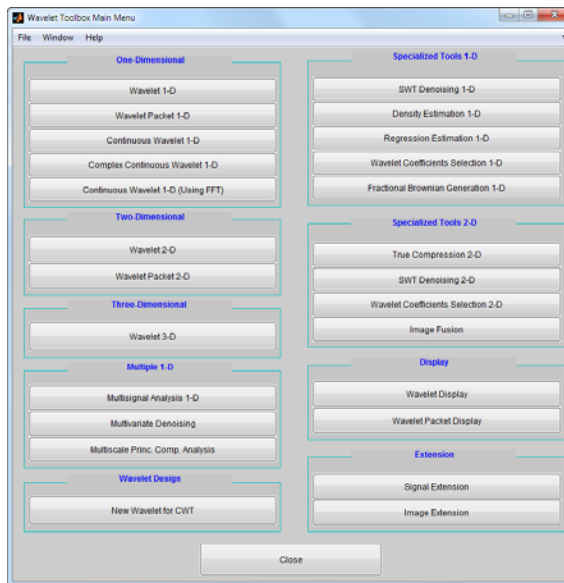 Wavelet Toolbox Main Menu
File Window Help
One-Dimensional
Wavelet 1-D
Wavelet Packet 1-D
Continuous Wavelet 1-D
Complex Continuous Wavelet 1-D
Continuous Wavelet 1-D (Using FFT)
Two-Dimensional
Wavelet 2-D
Wavelet Packet 2-D
Three-Dimensional
Wavelet 3-D
Multiple 1-D
Multisignal Analysis 1-D
Multivariate Denoising
Multiscale Princ. Comp. Analysis
Wavelet Design
New Wavelet for CWT
Specialized Tools 1-D
SWT Denoising 1-D
Density Estimation 1-D
Regression Estimation 1-D
Wavelet Coefficients Selection 1-D
Fractional Brownian Generation 1-D
Specialized Tools 2-D
True Compression 2-D
SWT Denoising 2-D
Wavelet Coefficients Selection 2-D
Image Fusion
Display
Wavelet Display
Wavelet Packet Display
Extension
Signal Extension
Image Extension
Close